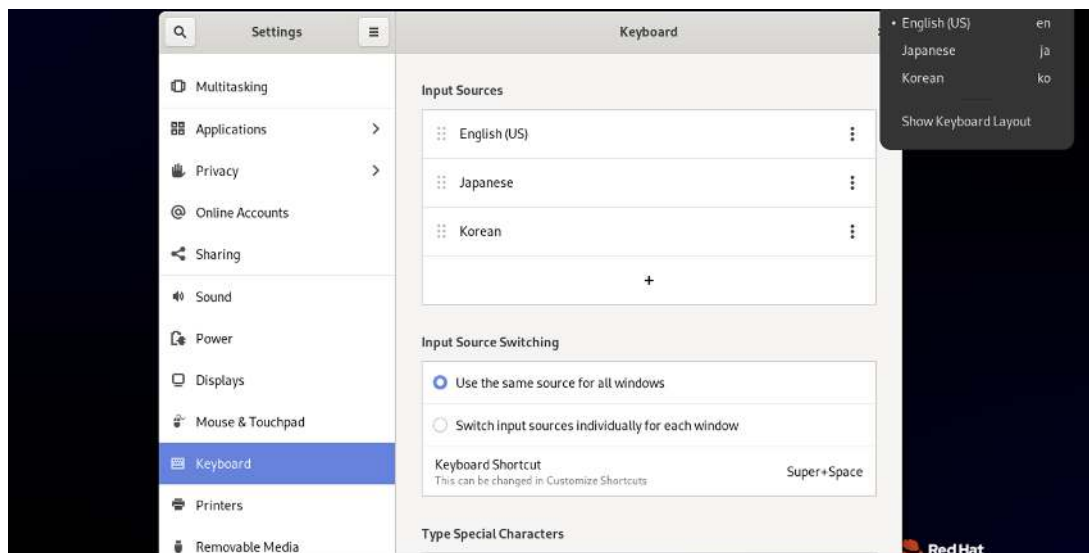 Settings
Keyboard
Multitasking
Applications
Privacy
Online Accounts
Sharing
Sound
Power
Displays
Mouse & Touchpad
Keyboard
Printers
Removable Media
Input Sources
English (US)
Japanese
Korean
+
Input Source Switching
Use the same source for all windows
Switch input sources individually for each window
Keyboard Shortcut
This can be changed in Customize Shortcuts
Super+Space
Type Special Characters
English (US) en
Japanese ja
Korean ko
Show Keyboard Layout
Red Hat